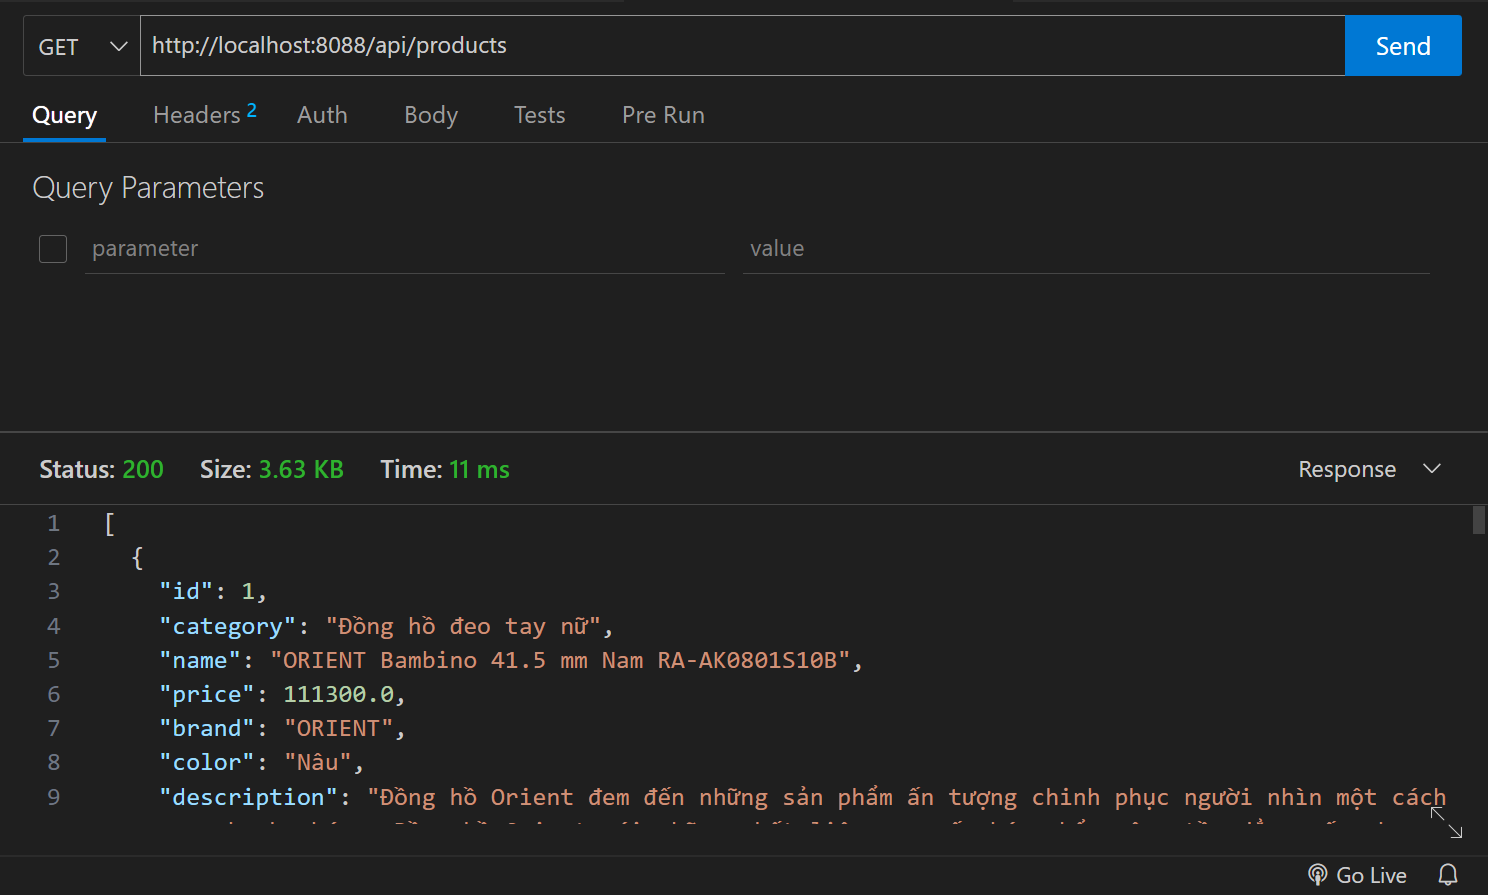 GET http://localhost:8088/api/products Send
Query Headers 2 Auth Body Tests Pre Run
Query Parameters
parameter value
Status: 200 Size: 3.63 KB Time: 11 ms Response
1 [
2 {
3 "id": 1,
4 "category": "Đồng hồ đeo tay nữ",
5 "name": "ORIENT Bambino 41.5 mm Nam RA-AK0801S10B",
6 "price": 111300.0,
7 "brand": "ORIENT",
8 "color": "Nâu",
9 "description": "Đồng hồ Orient đem đến những sản phẩm ấn tượng chinh phục người nhìn một cách
Go Live